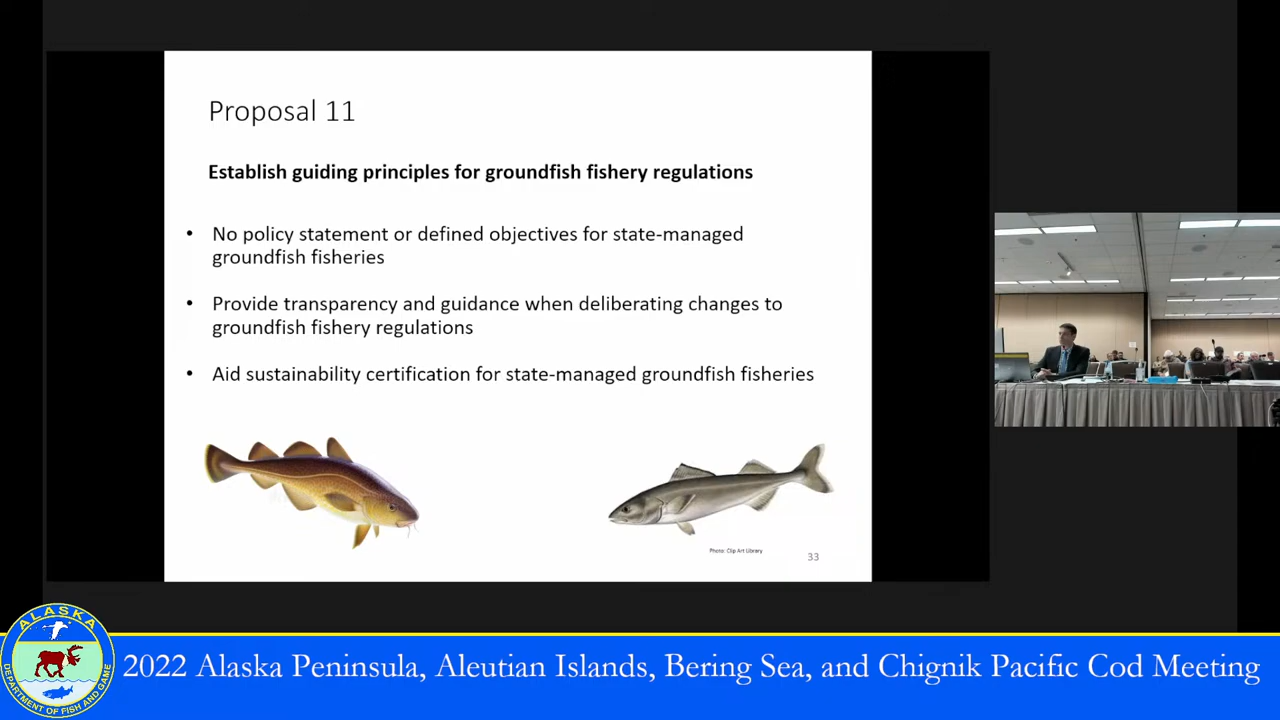 Proposal 11
Establish guiding principles for groundfish fishery regulations
• No policy statement or defined objectives for state-managed
groundfish fisheries
• Provide transparency and guidance when deliberating changes to
groundfish fishery regulations
• Aid sustainability certification for state-managed groundfish fisheries
Photo: Clip Art Library
33
ALASKA
DEPARTMENT OF FISH AND GAME
2022 Alaska Peninsula, Aleutian Islands, Bering Sea, and Chignik Pacific Cod Meeting